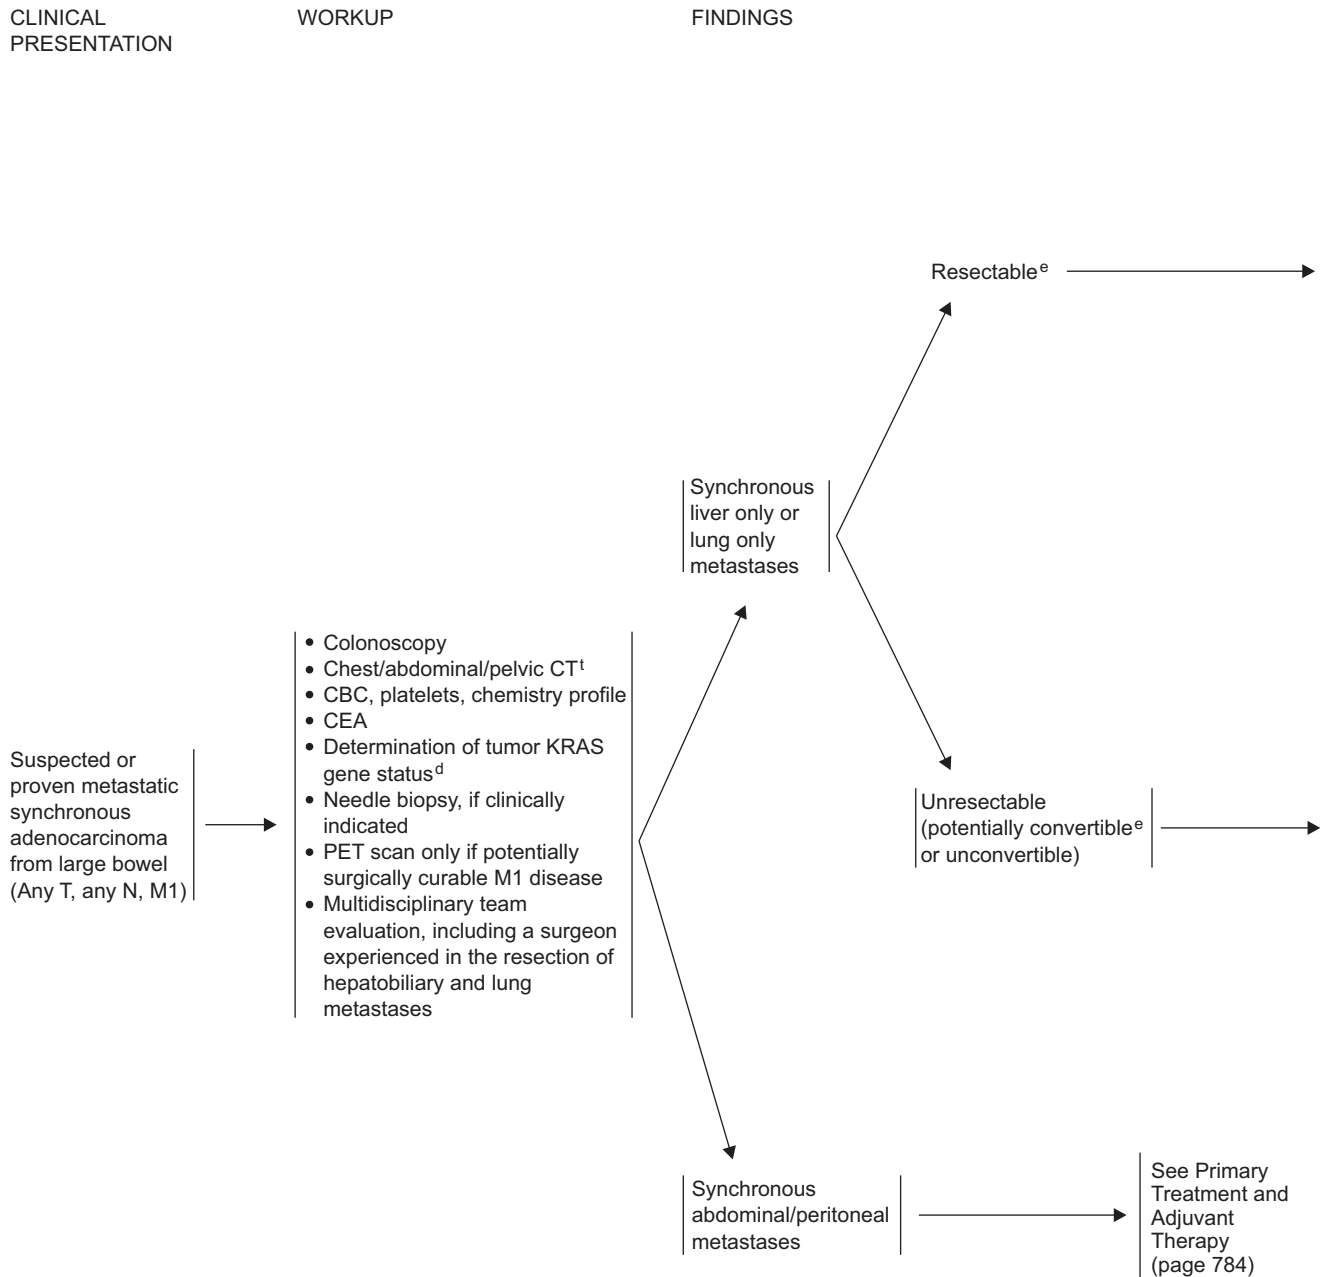 CLINICAL
PRESENTATION
WORKUP
FINDINGS
Suspected or
proven metastatic
synchronous
adenocarcinoma
from large bowel
(Any T, any N, M1)
• Colonoscopy
• Chest/abdominal/pelvic CTᵗ
• CBC, platelets, chemistry profile
• CEA
• Determination of tumor KRAS
gene statusᵈ
• Needle biopsy, if clinically
indicated
• PET scan only if potentially
surgically curable M1 disease
• Multidisciplinary team
evaluation, including a surgeon
experienced in the resection of
hepatobiliary and lung
metastases
Synchronous
liver only or
lung only
metastases
Resectableᵉ
Unresectable
(potentially convertibleᵉ
or unconvertible)
Synchronous
abdominal/peritoneal
metastases
See Primary
Treatment and
Adjuvant
Therapy
(page 784)